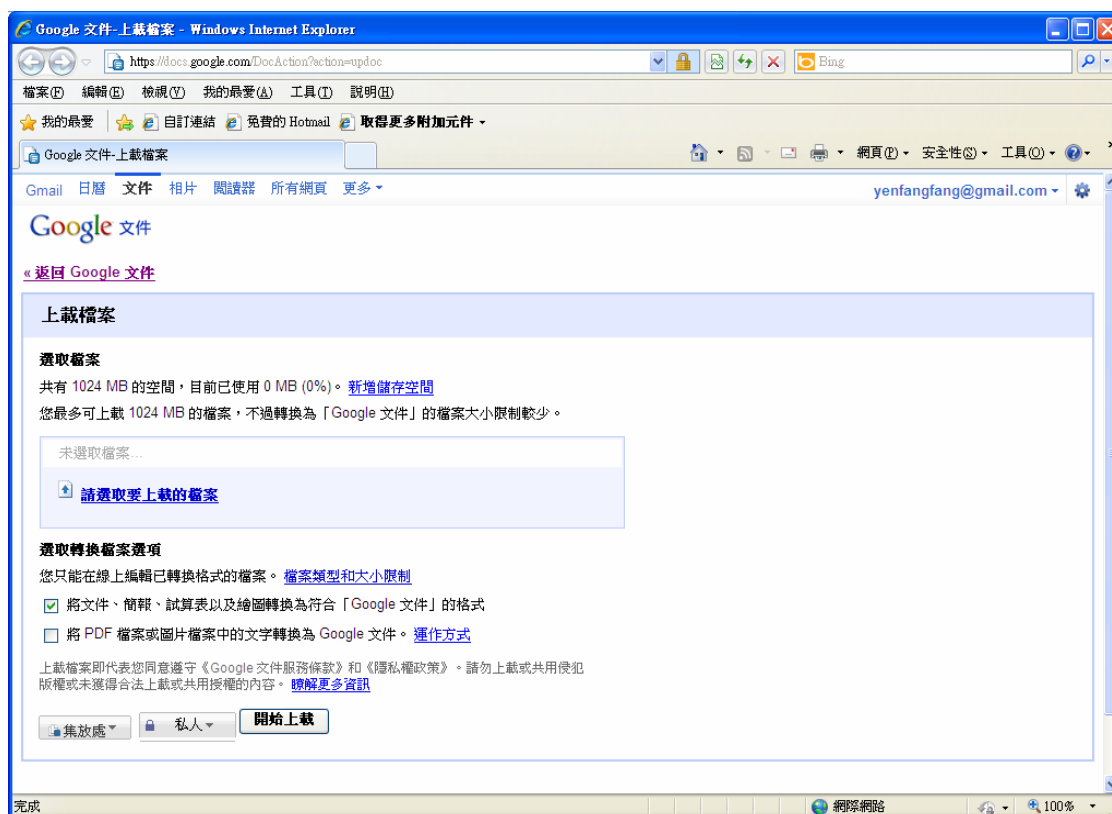 Google 文件-上載檔案 - Windows Internet Explorer
https://docs.google.com/DocAction?action=updoc Bing
檔案(F) 編輯(E) 檢視(V) 我的最愛(A) 工具(T) 說明(H)
我的最愛 自訂連結 免費的 Hotmail 取得更多附加元件
Google 文件-上載檔案 網頁(P) 安全性(S) 工具(O)
Gmail 日曆 文件 相片 閱讀器 所有網頁 更多 yenfangfang@gmail.com
Google 文件
« 返回 Google 文件
上載檔案
選取檔案
共有 1024 MB 的空間，目前已使用 0 MB (0%)。 新增儲存空間
您最多可上載 1024 MB 的檔案，不過轉換為「Google 文件」的檔案大小限制較少。
未選取檔案...
請選取要上載的檔案
選取轉換檔案選項
您只能在線上編輯已轉換格式的檔案。 檔案類型和大小限制
將文件、簡報、試算表以及繪圖轉換為符合「Google 文件」的格式
將 PDF 檔案或圖片檔案中的文字轉換為 Google 文件。 運作方式
上載檔案即代表您同意遵守《Google 文件服務條款》和《隱私權政策》。請勿上載或共用侵犯
版權或未獲得合法上載或共用授權的內容。 瞭解更多資訊
集放處 私人 開始上載
完成 網際網路 100%